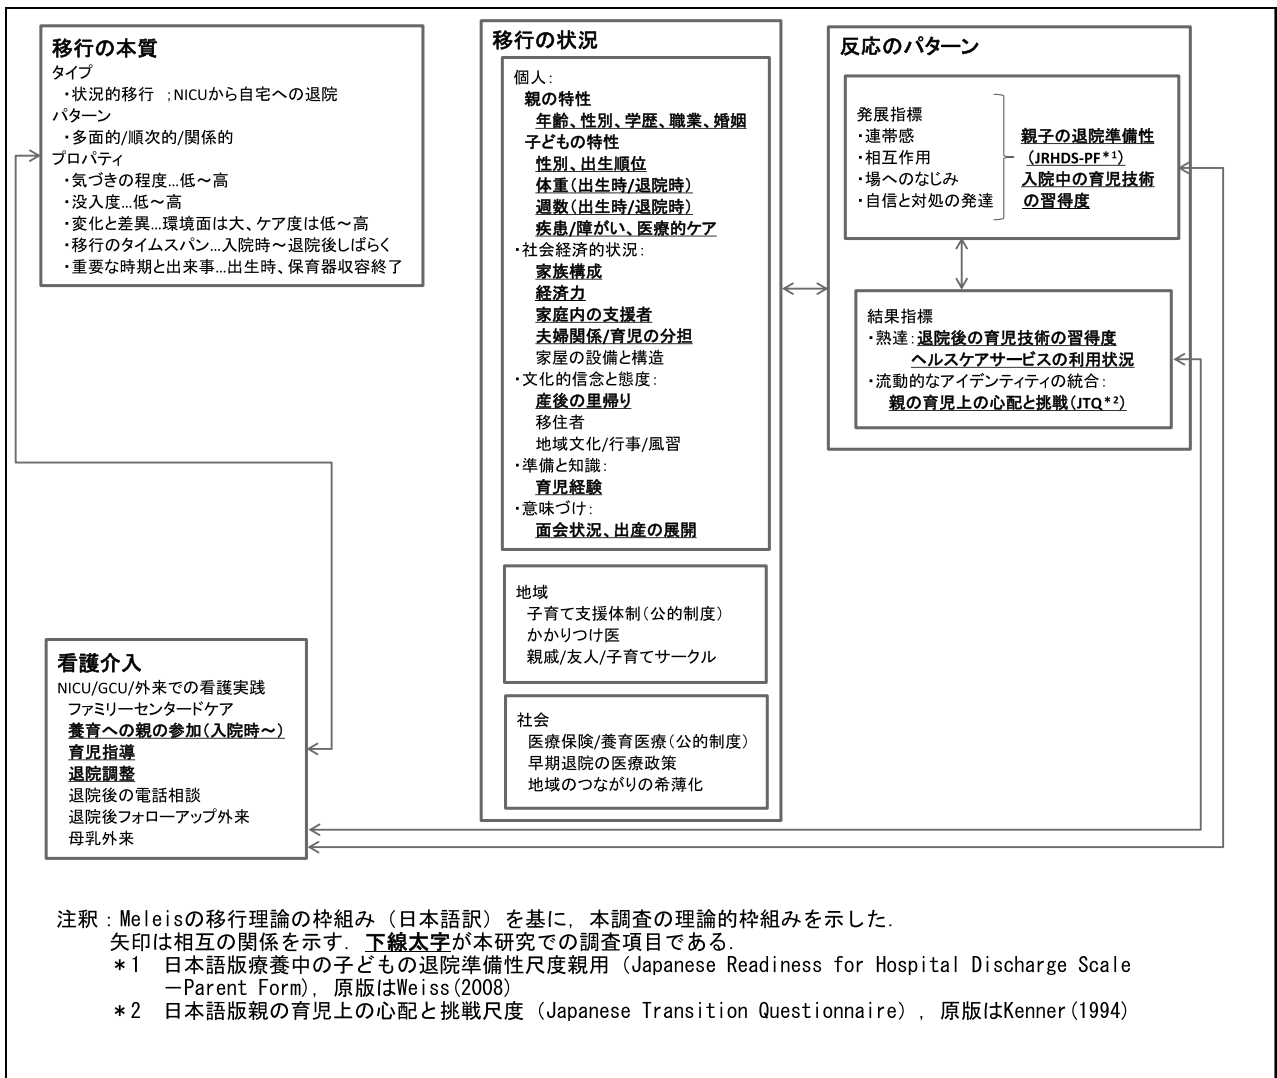 移行の本質
タイプ
・状況的移行 ;NICUから自宅への退院
パターン
・多面的/順次的/関係的
プロパティ
・気づきの程度…低～高
・没入度…低～高
・変化と差異…環境面は大、ケア度は低～高
・移行のタイムスパン…入院時～退院後しばらく
・重要な時期と出来事…出生時、保育器収容終了
移行の状況
個人:
親の特性
年齢、性別、学歴、職業、婚姻
子どもの特性
性別、出生順位
体重(出生時/退院時)
週数(出生時/退院時)
疾患/障がい、医療的ケア
・社会経済的状況:
家族構成
経済力
家庭内の支援者
夫婦関係/育児の分担
家屋の設備と構造
・文化的信念と態度:
産後の里帰り
移住者
地域文化/行事/風習
・準備と知識:
育児経験
・意味づけ:
面会状況、出産の展開
地域
子育て支援体制(公的制度)
かかりつけ医
親戚/友人/子育てサークル
社会
医療保険/養育医療(公的制度)
早期退院の医療政策
地域のつながりの希薄化
反応のパターン
発展指標
・連帯感
・相互作用
・場へのなじみ
・自信と対処の発達
親子の退院準備性
(JRHDS-PF*1)
入院中の育児技術
の習得度
結果指標
・熟達:退院後の育児技術の習得度
ヘルスケアサービスの利用状況
・流動的なアイデンティティの統合:
親の育児上の心配と挑戦(JTQ*2)
看護介入
NICU/GCU/外来での看護実践
ファミリーセンタードケア
養育への親の参加(入院時～)
育児指導
退院調整
退院後の電話相談
退院後フォローアップ外来
母乳外来
注釈:Meleisの移行理論の枠組み(日本語訳)を基に,本調査の理論的枠組みを示した.
矢印は相互の関係を示す. 下線太字が本研究での調査項目である.
*1 日本語版療養中の子どもの退院準備性尺度親用(Japanese Readiness for Hospital Discharge Scale
－Parent Form), 原版はWeiss(2008)
*2 日本語版親の育児上の心配と挑戦尺度(Japanese Transition Questionnaire), 原版はKenner(1994)